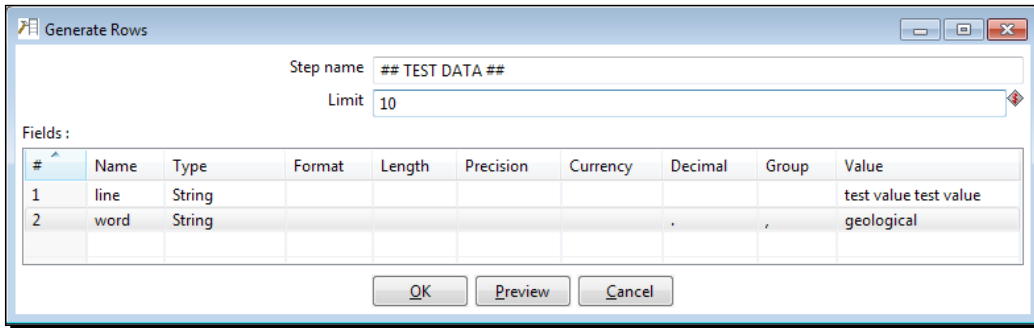 Generate Rows
Step name ## TEST DATA ##
Limit 10
Fields :
# Name Type Format Length Precision Currency Decimal Group Value
1 line String test value test value
2 word String . , geological
OK Preview Cancel